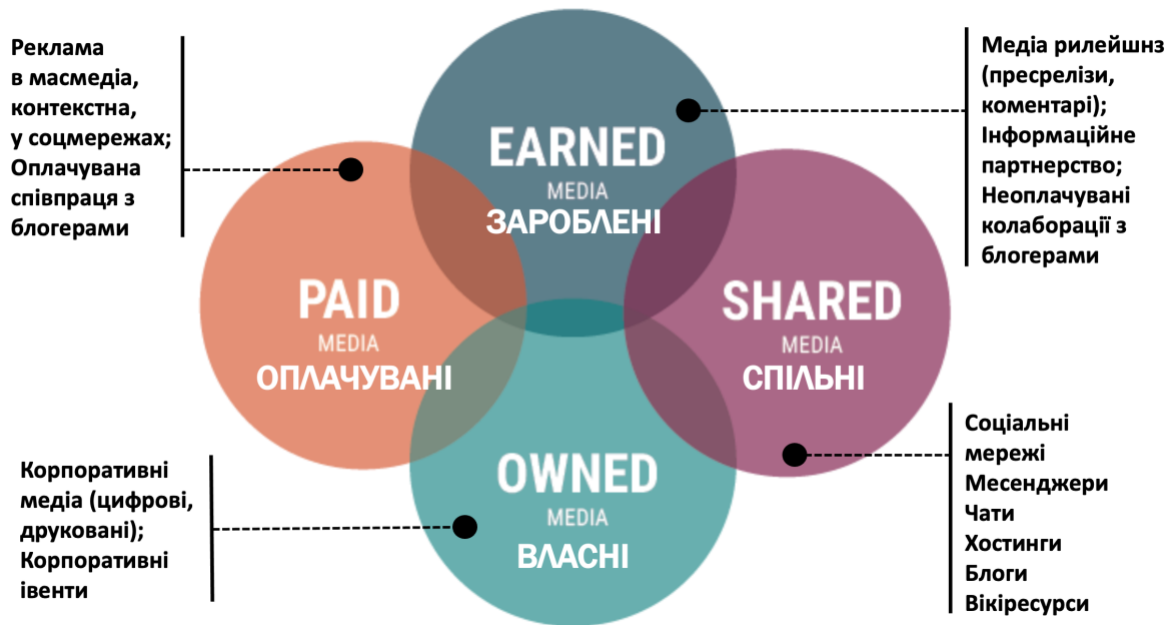 Реклама
в масмедіа,
контекстна,
у соцмережах;
Оплачувана
співпраця з
блогерами
EARNED
MEDIA
ЗАРОБЛЕНІ
Медіа рилейшнз
(пресрелізи,
коментарі);
Інформаційне
партнерство;
Неоплачувані
колаборації з
блогерами
PAID
MEDIA
ОПЛАЧУВАНІ
SHARED
MEDIA
СПІЛЬНІ
Корпоративні
медіа (цифрові,
друковані);
Корпоративні
івенти
OWNED
MEDIA
ВЛАСНІ
Соціальні
мережі
Месенджери
Чати
Хостинги
Блоги
Вікіресурси